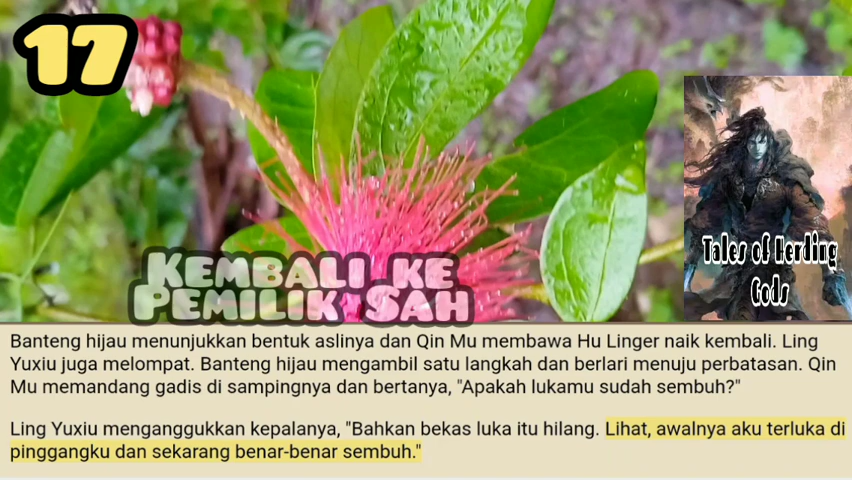 17
KEMBALI KE
PEMILIK SAH
Tales of Herding
Gods
Banteng hijau menunjukkan bentuk aslinya dan Qin Mu membawa Hu Linger naik kembali. Ling
Yuxiu juga melompat. Banteng hijau mengambil satu langkah dan berlari menuju perbatasan. Qin
Mu memandang gadis di sampingnya dan bertanya, "Apakah lukamu sudah sembuh?"
Ling Yuxiu menganggukkan kepalanya, "Bahkan bekas luka itu hilang. Lihat, awalnya aku terluka di
pinggangku dan sekarang benar-benar sembuh."